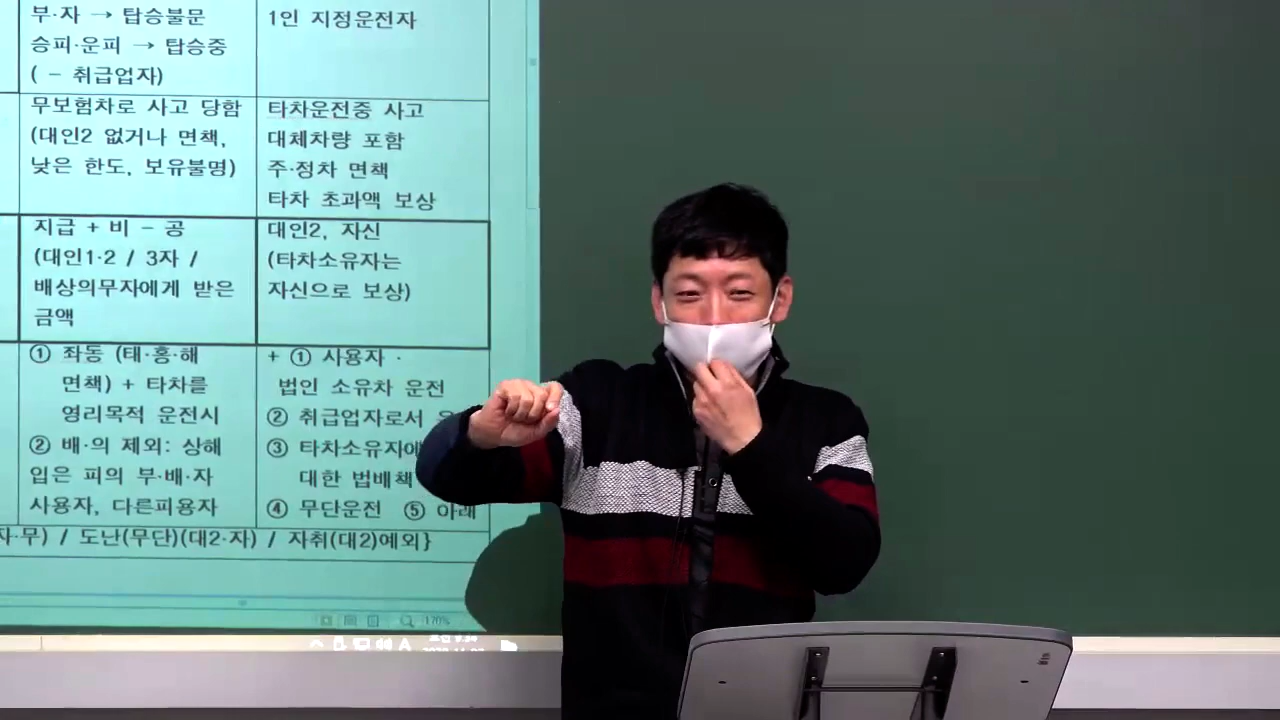 부·자 → 탑승불문
승피·운피 → 탑승중
( - 취급업자)
1인 지정운전자
무보험차로 사고 당함
(대인2 없거나 면책,
낮은 한도, 보유불명)
타차운전중 사고
대체차량 포함
주·정차 면책
타차 초과액 보상
지급 + 비 - 공
(대인1·2 / 3자 /
배상의무자에게 받은
금액
대인2, 자신
(타차소유자는
자신으로 보상)
① 좌동 (태·홍·해
면책) + 타차를
영리목적 운전시
② 배·의 제외: 상해
입은 피의 부·배·자
사용자, 다른피용자
+ ① 사용자 ·
법인 소유차 운전
② 취급업자로서
③ 타차소유자에
대한 법배책
④ 무단운전 ⑤ 아래
자·무) / 도난(무단)(대2·자) / 자취(대2)예외}
170%